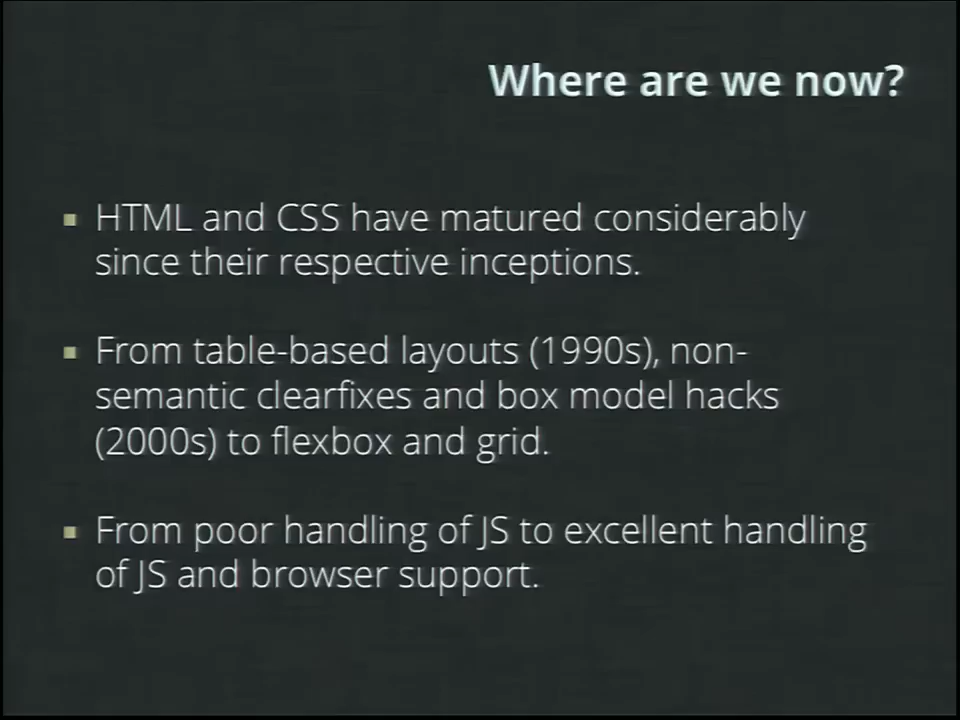 Where are we now?
HTML and CSS have matured considerably
since their respective inceptions.
From table-based layouts (1990s), non-
semantic clearfixes and box model hacks
(2000s) to flexbox and grid.
From poor handling of JS to excellent handling
of JS and browser support.